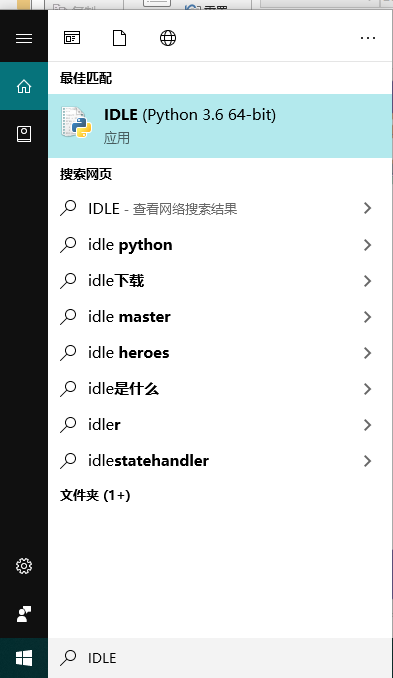 最佳匹配
IDLE (Python 3.6 64-bit)
应用
搜索网页
IDLE - 查看网络搜索结果
idle python
idle下载
idle master
idle heroes
idle是什么
idler
idlestatehandler
文件夹 (1+)
IDLE